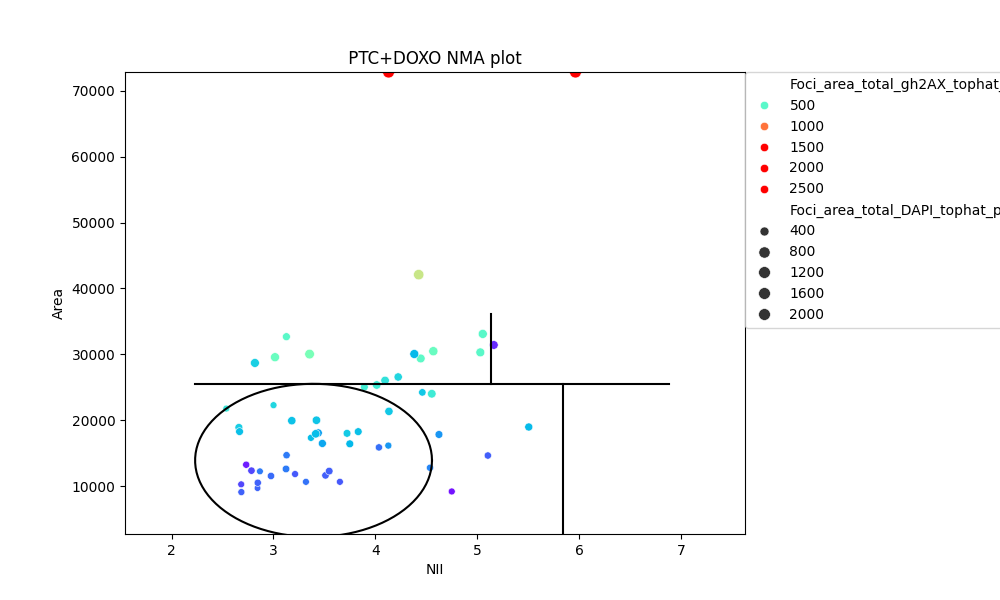 PTC+DOXO NMA plot
Area
70000
60000
50000
40000
30000
20000
10000
2 3 4 5 6 7
NII
Foci_area_total_gh2AX_tophat_
500
1000
1500
2000
2500
Foci_area_total_DAPI_tophat_p
400
800
1200
1600
2000